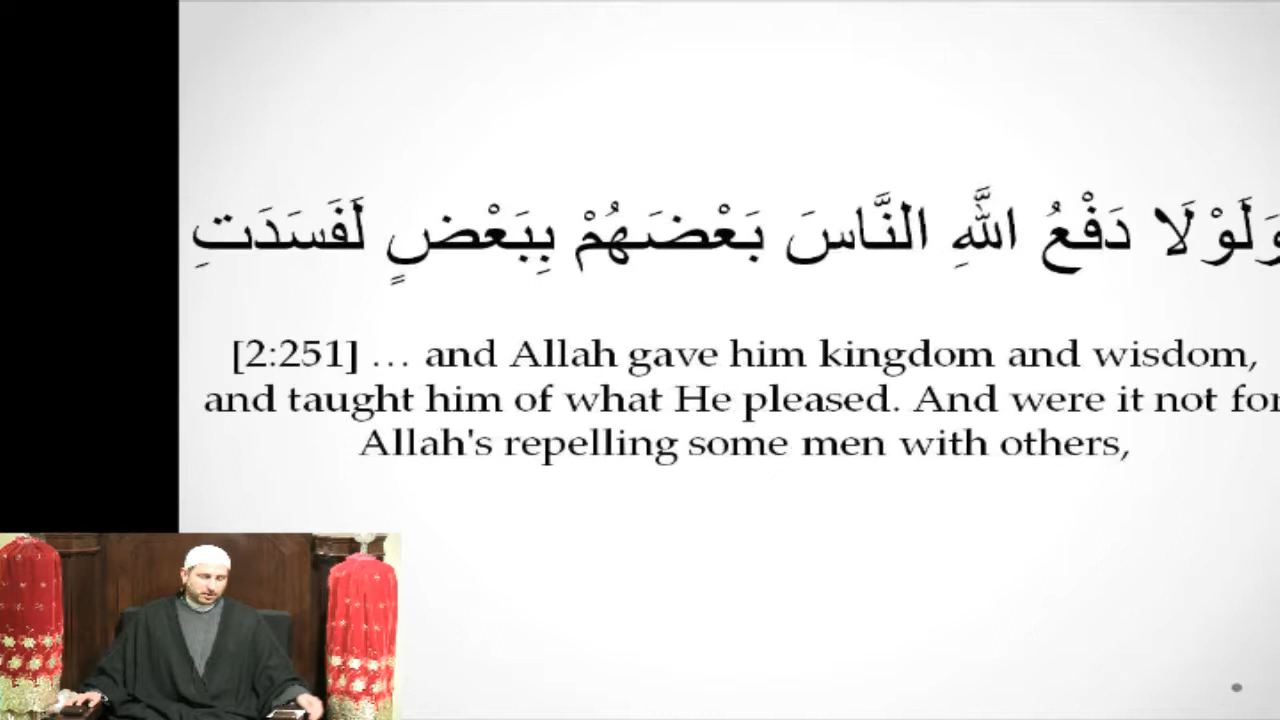 وَلَوْلَا دَفْعُ اللَّهِ النَّاسَ بَعْضَهُمْ بِبَعْضٍ لَفَسَدَتِ
[2:251] … and Allah gave him kingdom and wisdom,
and taught him of what He pleased. And were it not for
Allah's repelling some men with others,